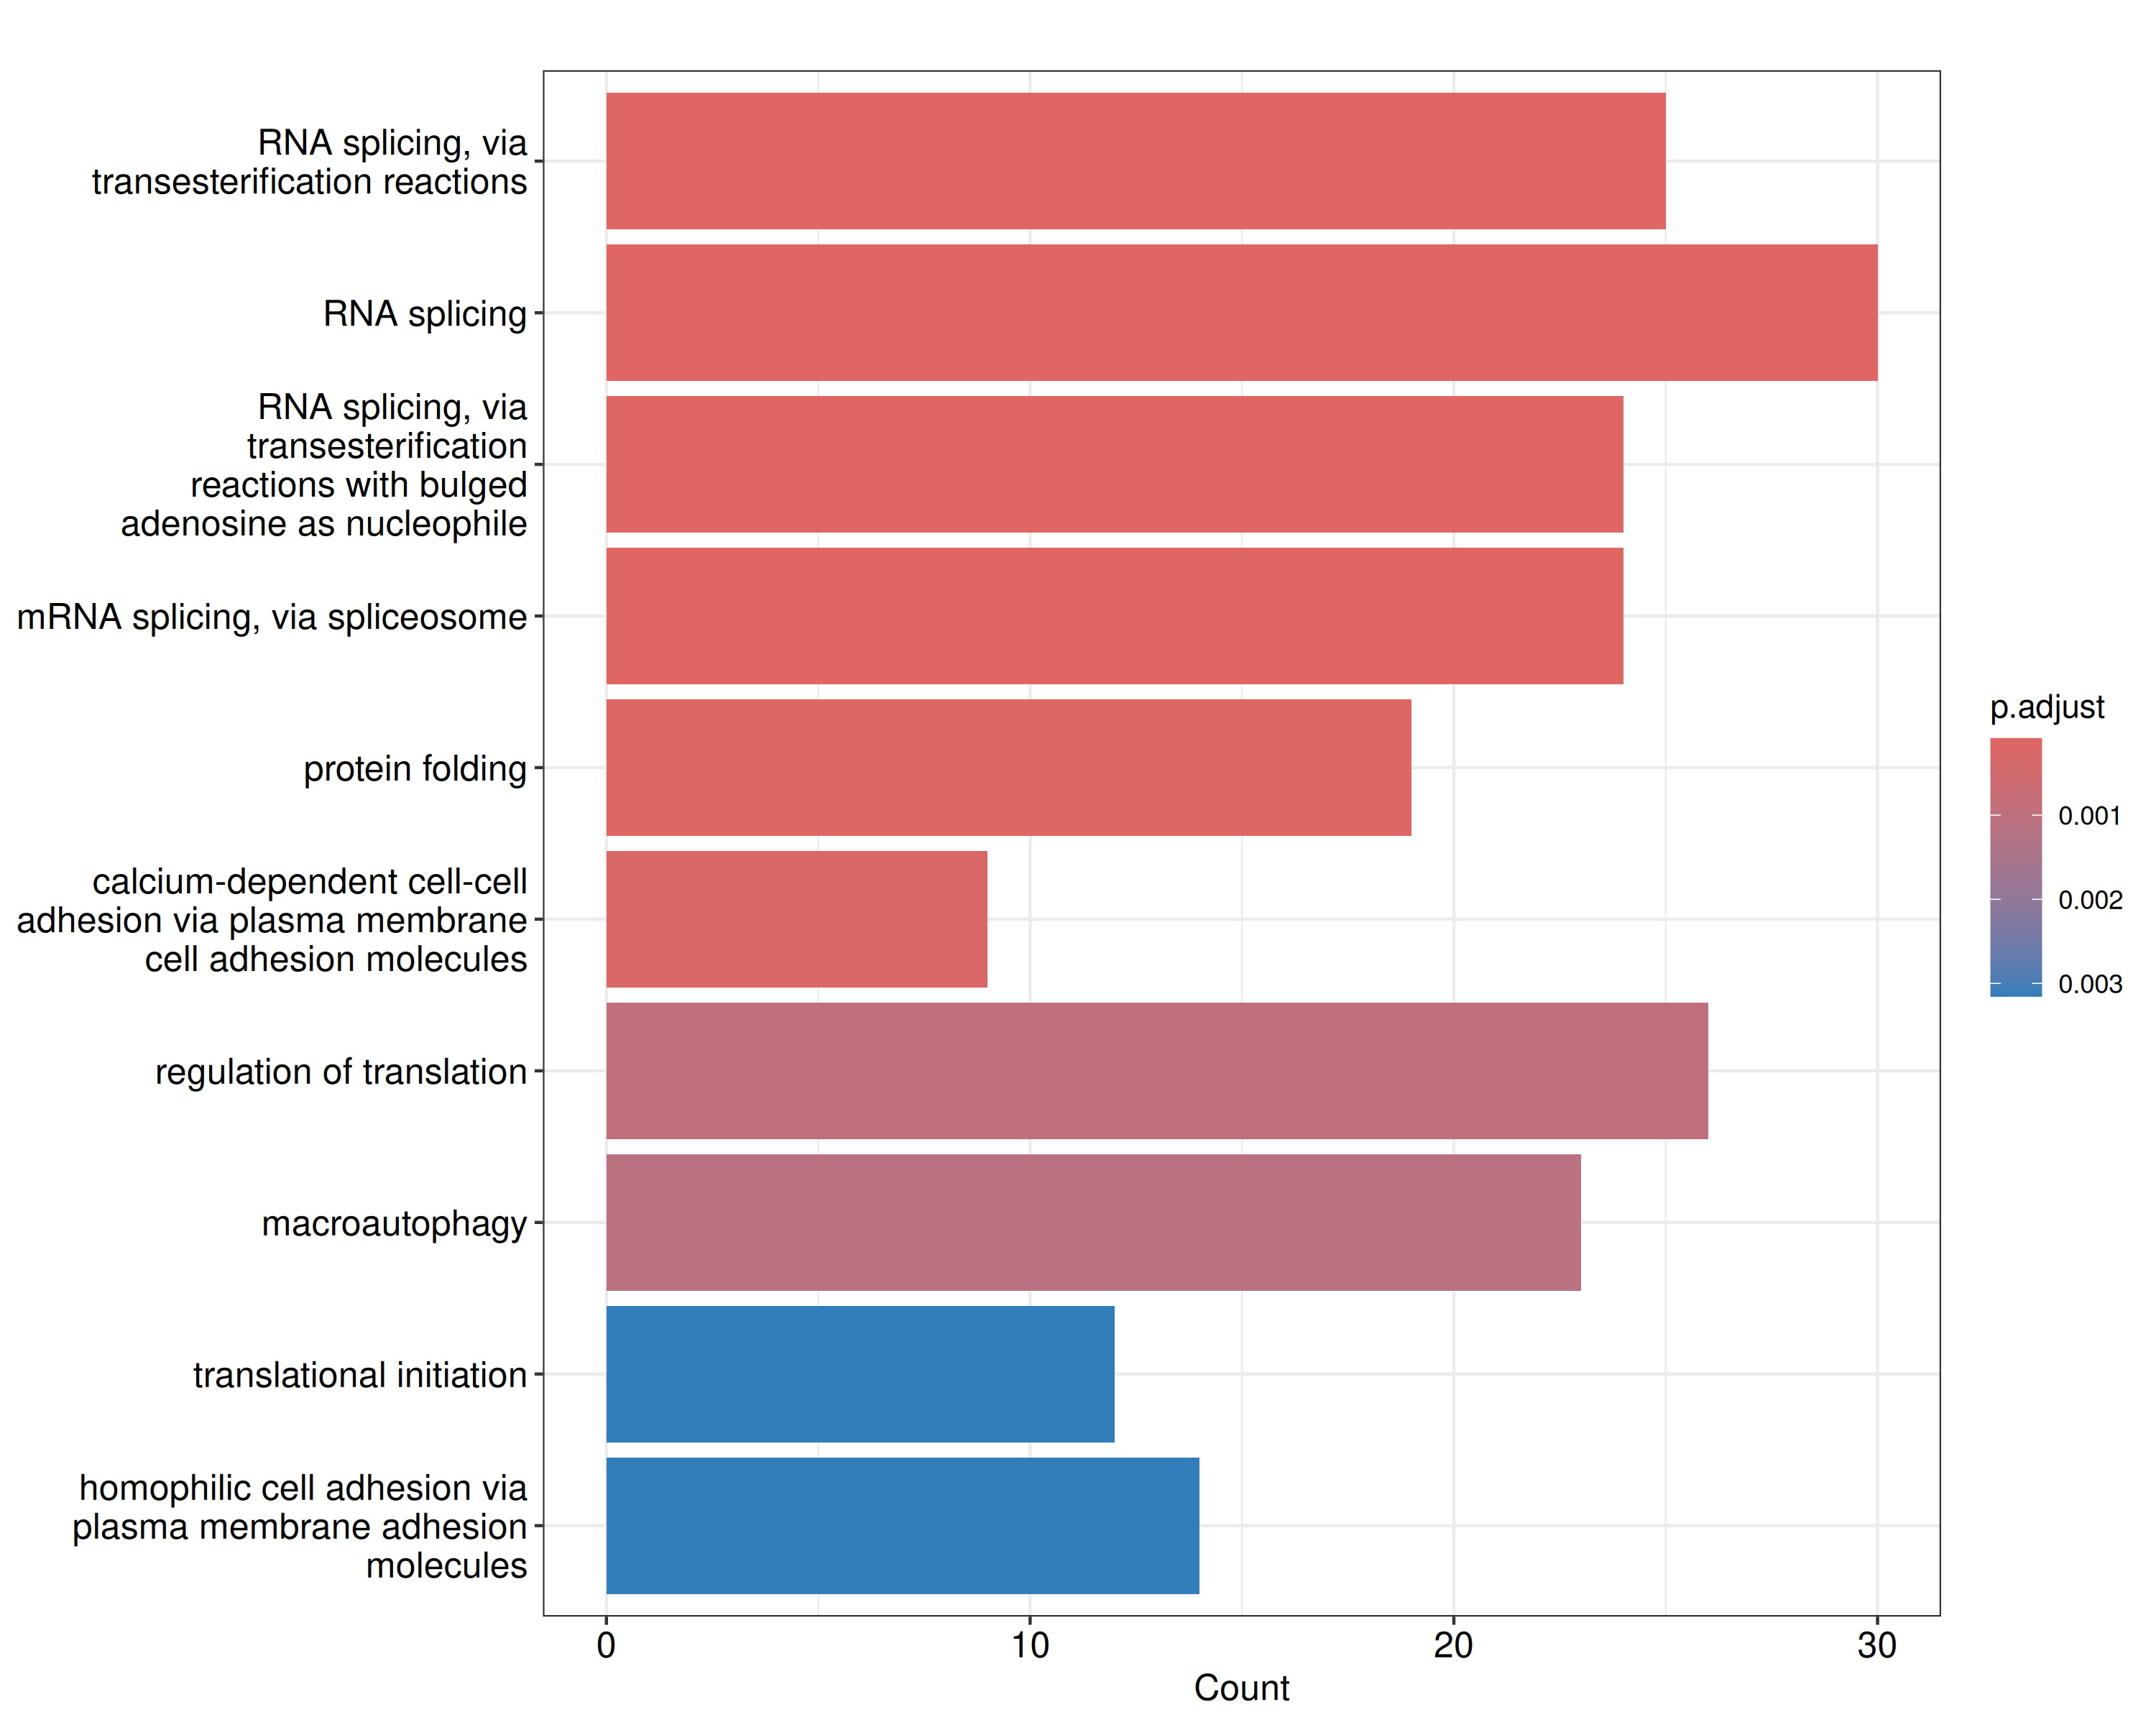 RNA splicing, via
transesterification reactions
RNA splicing
RNA splicing, via
transesterification
reactions with bulged
adenosine as nucleophile
mRNA splicing, via spliceosome
protein folding
calcium-dependent cell-cell
adhesion via plasma membrane
cell adhesion molecules
regulation of translation
macroautophagy
translational initiation
homophilic cell adhesion via
plasma membrane adhesion
molecules
0 10 20 30
Count
p.adjust
0.001
0.002
0.003